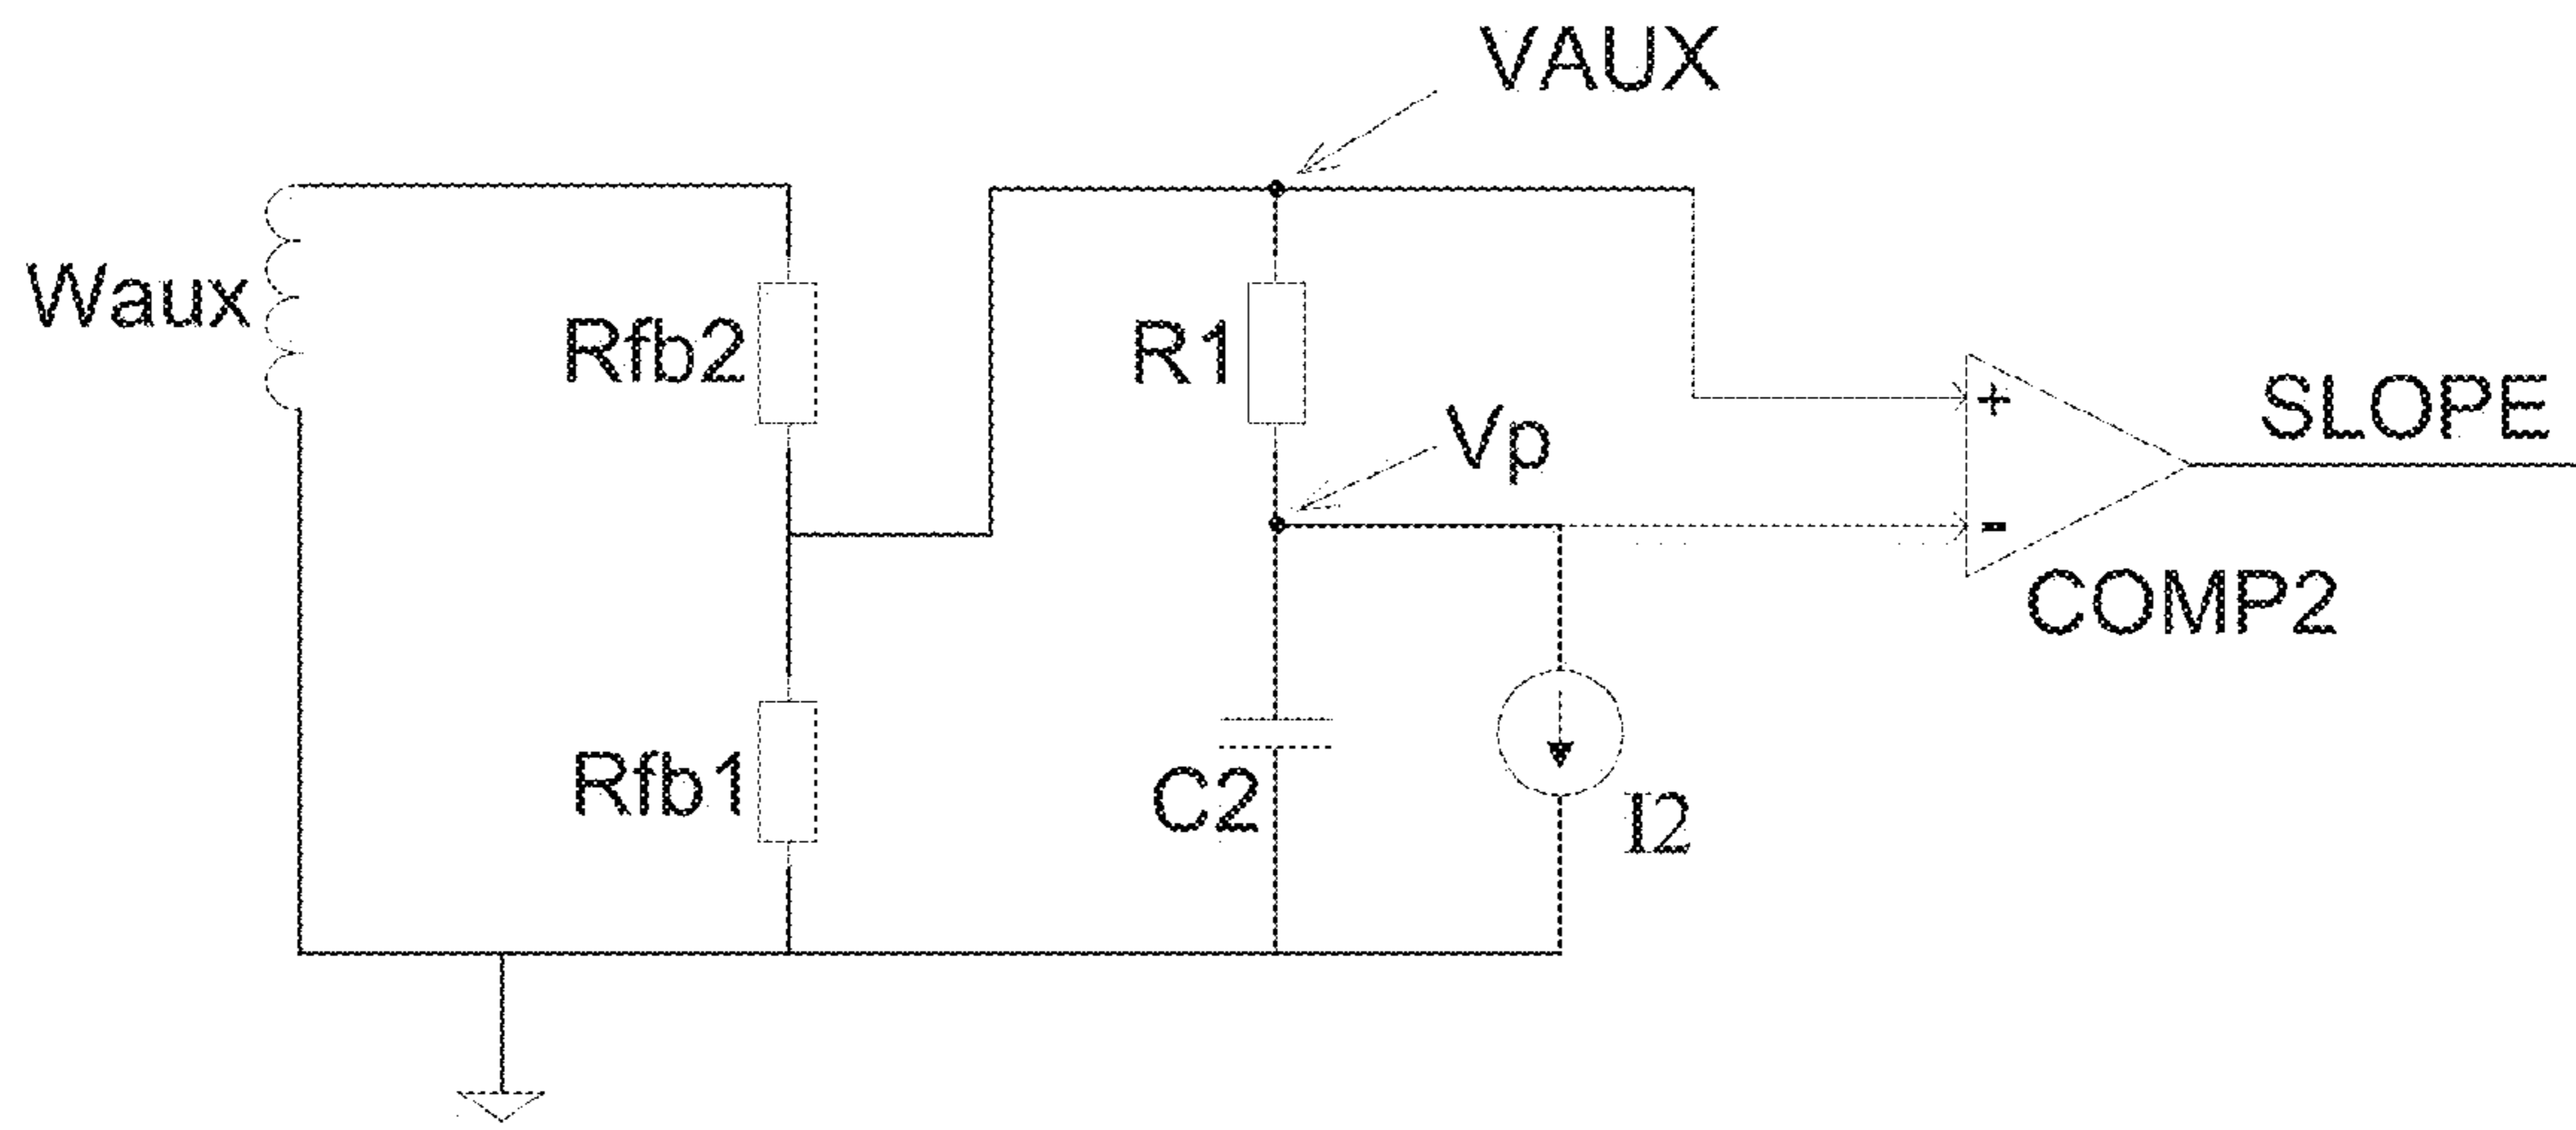 VAUX
Waux
Rfb2
R1
Vp
+
SLOPE
-
COMP2
Rfb1
C2
I2